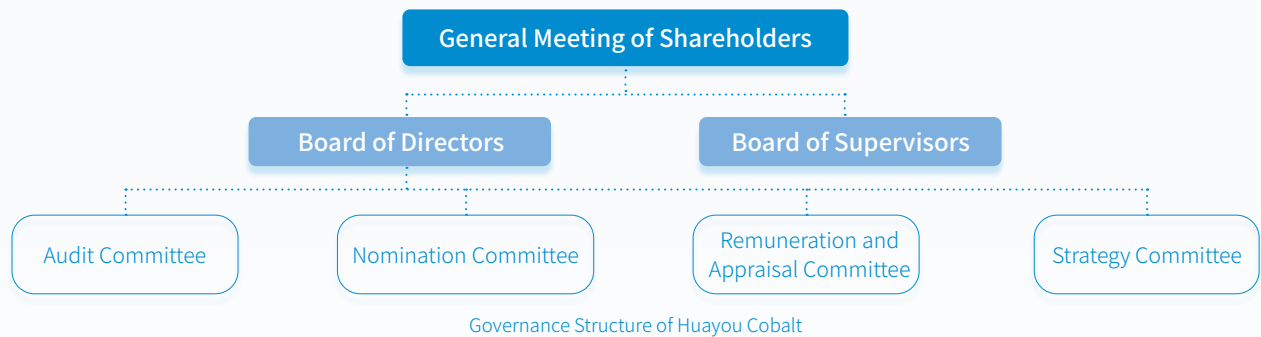 General Meeting of Shareholders
Board of Directors
Board of Supervisors
Audit Committee
Nomination Committee
Remuneration and
Appraisal Committee
Strategy Committee
Governance Structure of Huayou Cobalt